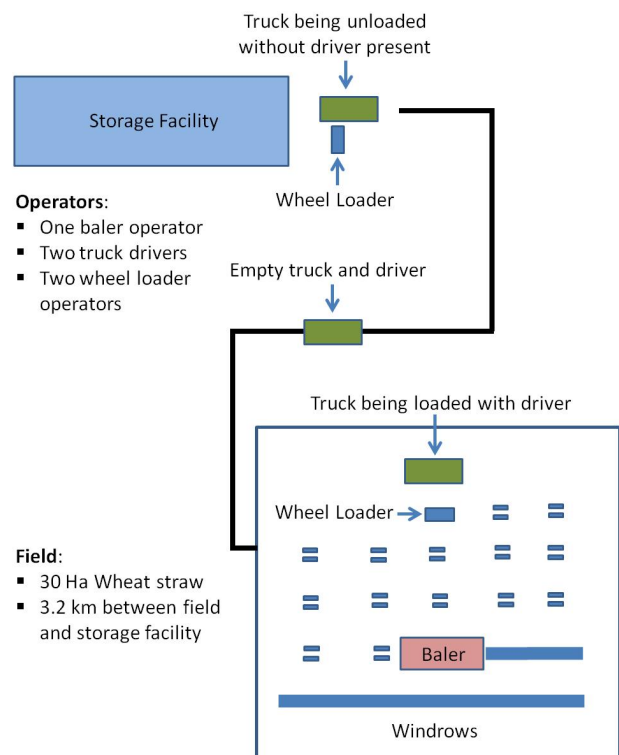 Truck being unloaded
without driver present
Storage Facility
Wheel Loader
Operators:
▪ One baler operator
▪ Two truck drivers
▪ Two wheel loader
operators
Empty truck and driver
Truck being loaded with driver
Wheel Loader
Field:
▪ 30 Ha Wheat straw
▪ 3.2 km between field
and storage facility
Baler
Windrows